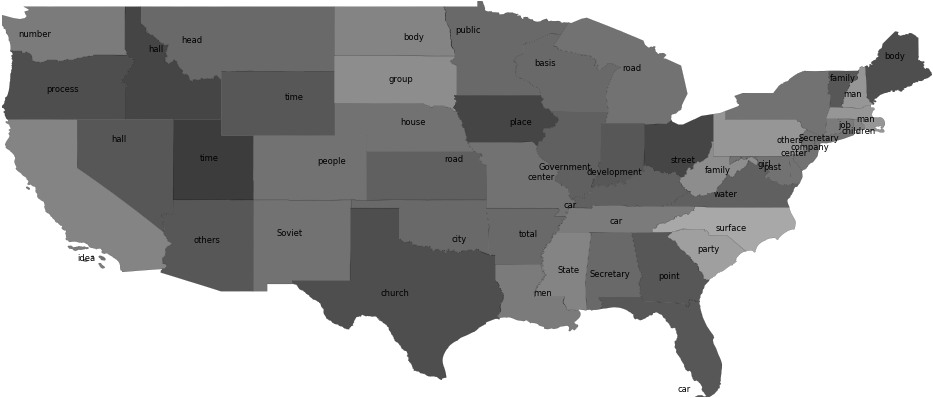 public
number
head
body
hall
body
basis
road
family
group
process
man
time
house
place
man
job
children
hall
Secretary
others
company
center
time
people
road
street
girl
past
Government
center
development
family
water
car
car
Soviet
surface
others
city
total
party
idea
State
Secretary
point
church
men
car